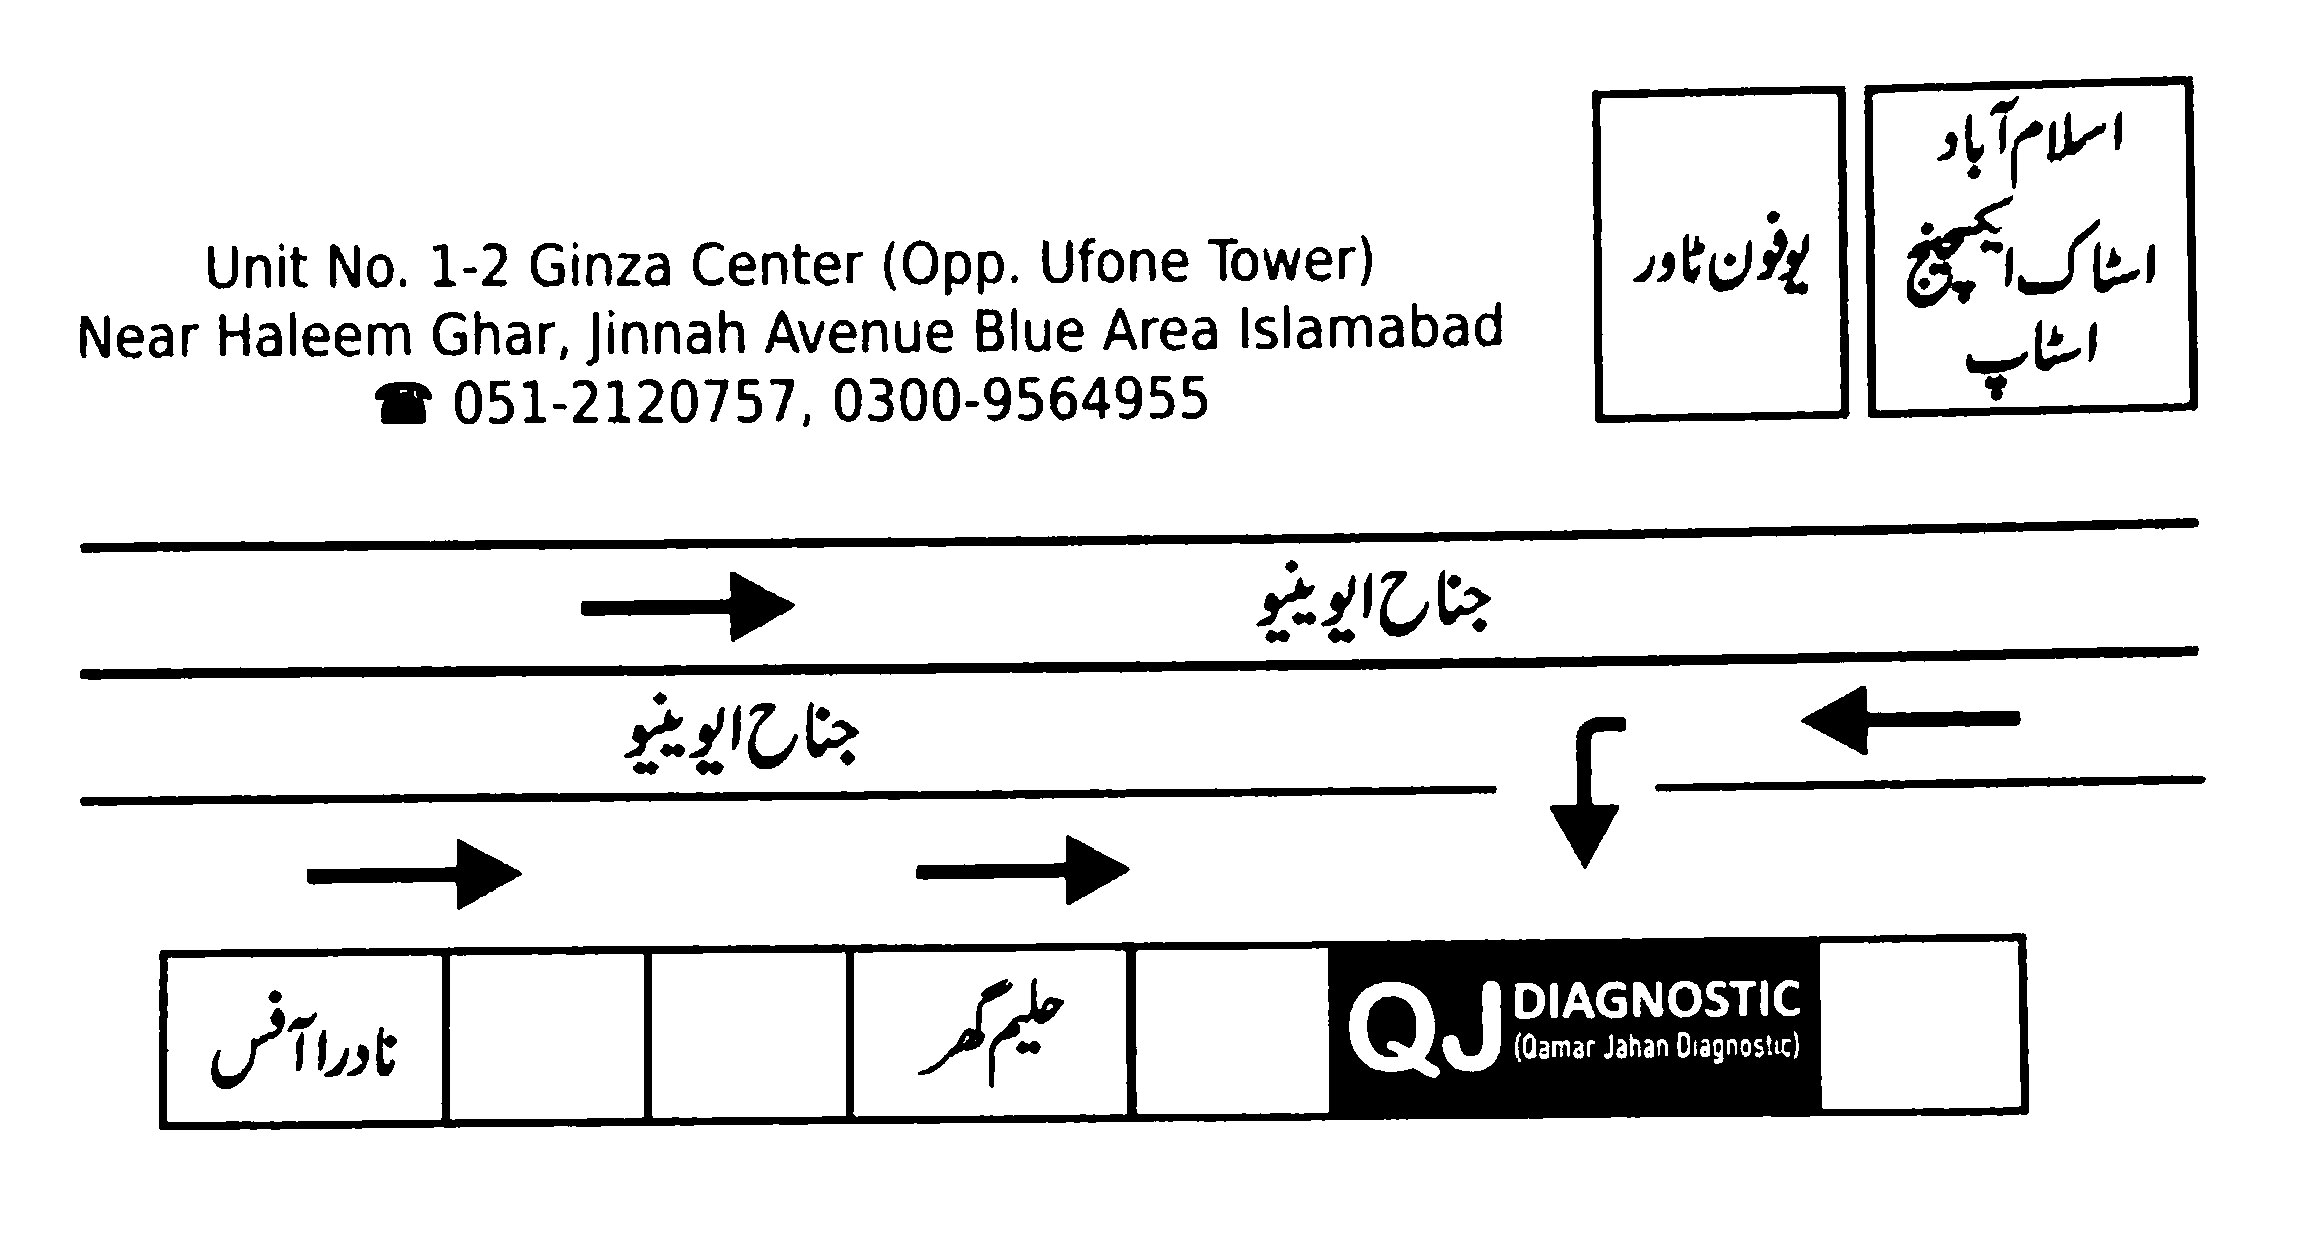 Unit No. 1-2 Ginza Center (Opp. Ufone Tower)
Near Haleem Ghar, Jinnah Avenue Blue Area Islamabad
☎ 051-2120757, 0300-9564955
اسلام آباد
اسٹاک ایکسچینج
اسٹاپ
یوفون ٹاور
جناح ایوینیو
جناح ایوینیو
نادرا آفس
حلیم گھر
QJ DIAGNOSTIC
(Qamar Jahan Diagnostic)